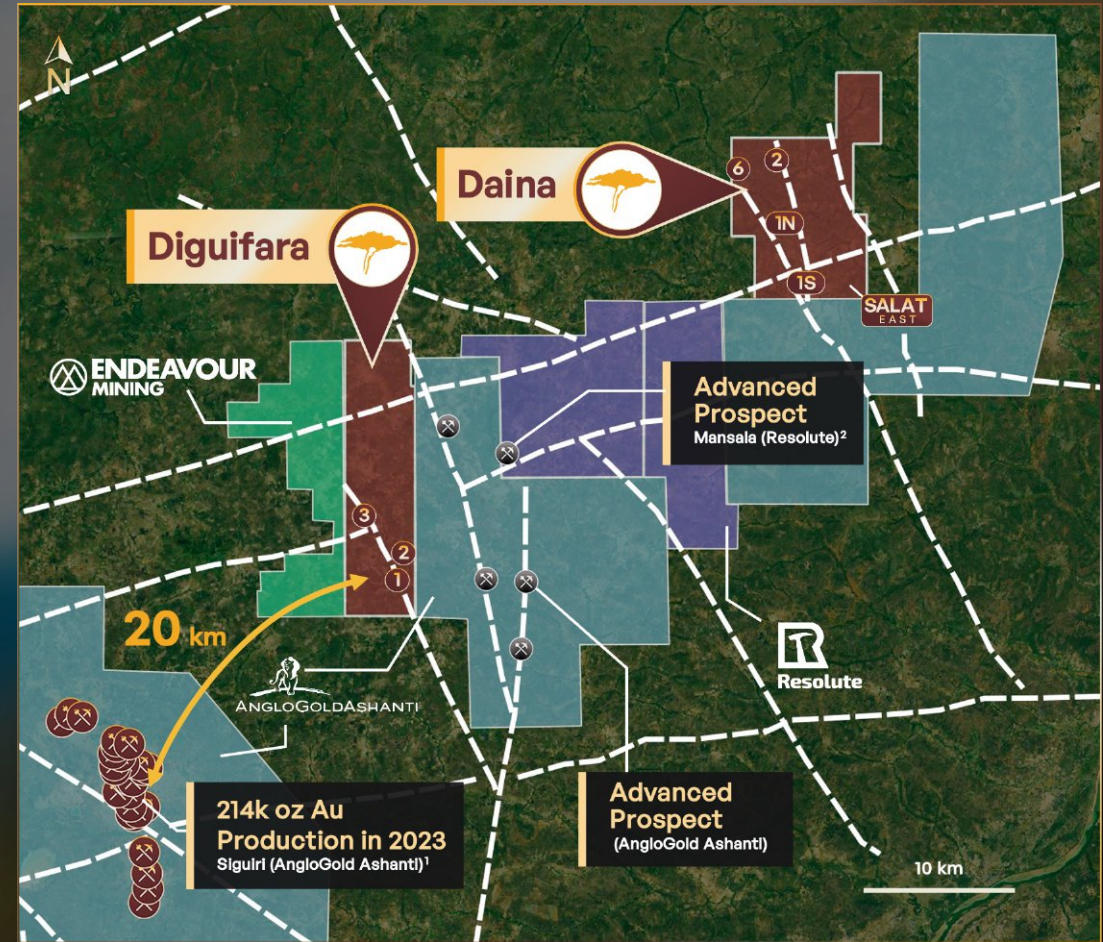 N
Daina
6
2
1N
1S
SALAT
EAST
Diguifara
ENDEAVOUR
MINING
Advanced
Prospect
Mansala (Resolute)²
3
2
1
20 km
ANGLOGOLDASHANTI
R
Resolute
214k oz Au
Production in 2023
Siguiri (AngloGold Ashanti)¹
Advanced
Prospect
(AngloGold Ashanti)
10 km